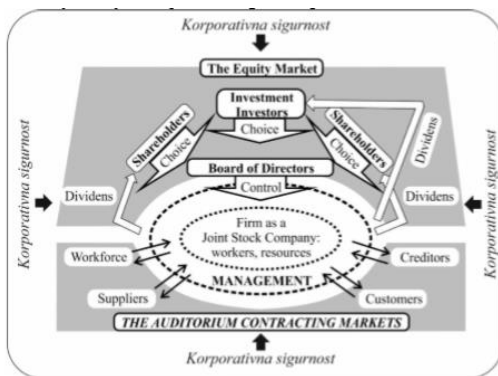 Korporativna sigurnost
The Equity Market
Investment
Investors
Choice
Shareholders
Choice
Shareholders
Choice
Dividens
Board of Directors
Control
Dividens
Dividens
Korporativna sigurnost
Korporativna sigurnost
Firm as a
Joint Stock Company:
workers, resources
Workforce
Creditors
MANAGEMENT
Suppliers
Customers
THE AUDITORIUM CONTRACTING MARKETS
Korporativna sigurnost